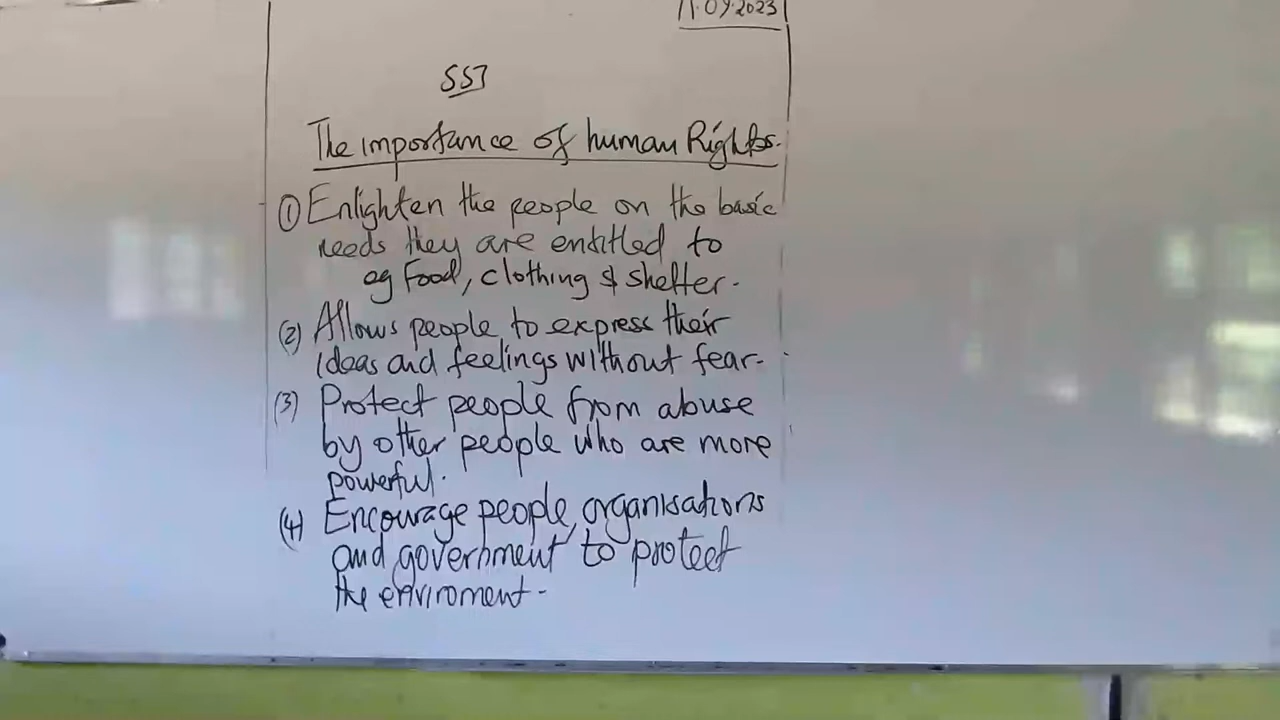 11.09.2023
SST
The importance of human Rights.
① Enlighten the people on the basic
needs they are entitled to
eg Food, clothing & shelter.
(2) Allows people to express their
Ideas and feelings without fear.
(3) Protect people from abuse
by other people who are more
powerful.
(4) Encourage people, organisations
and government to protect
the enviroment.